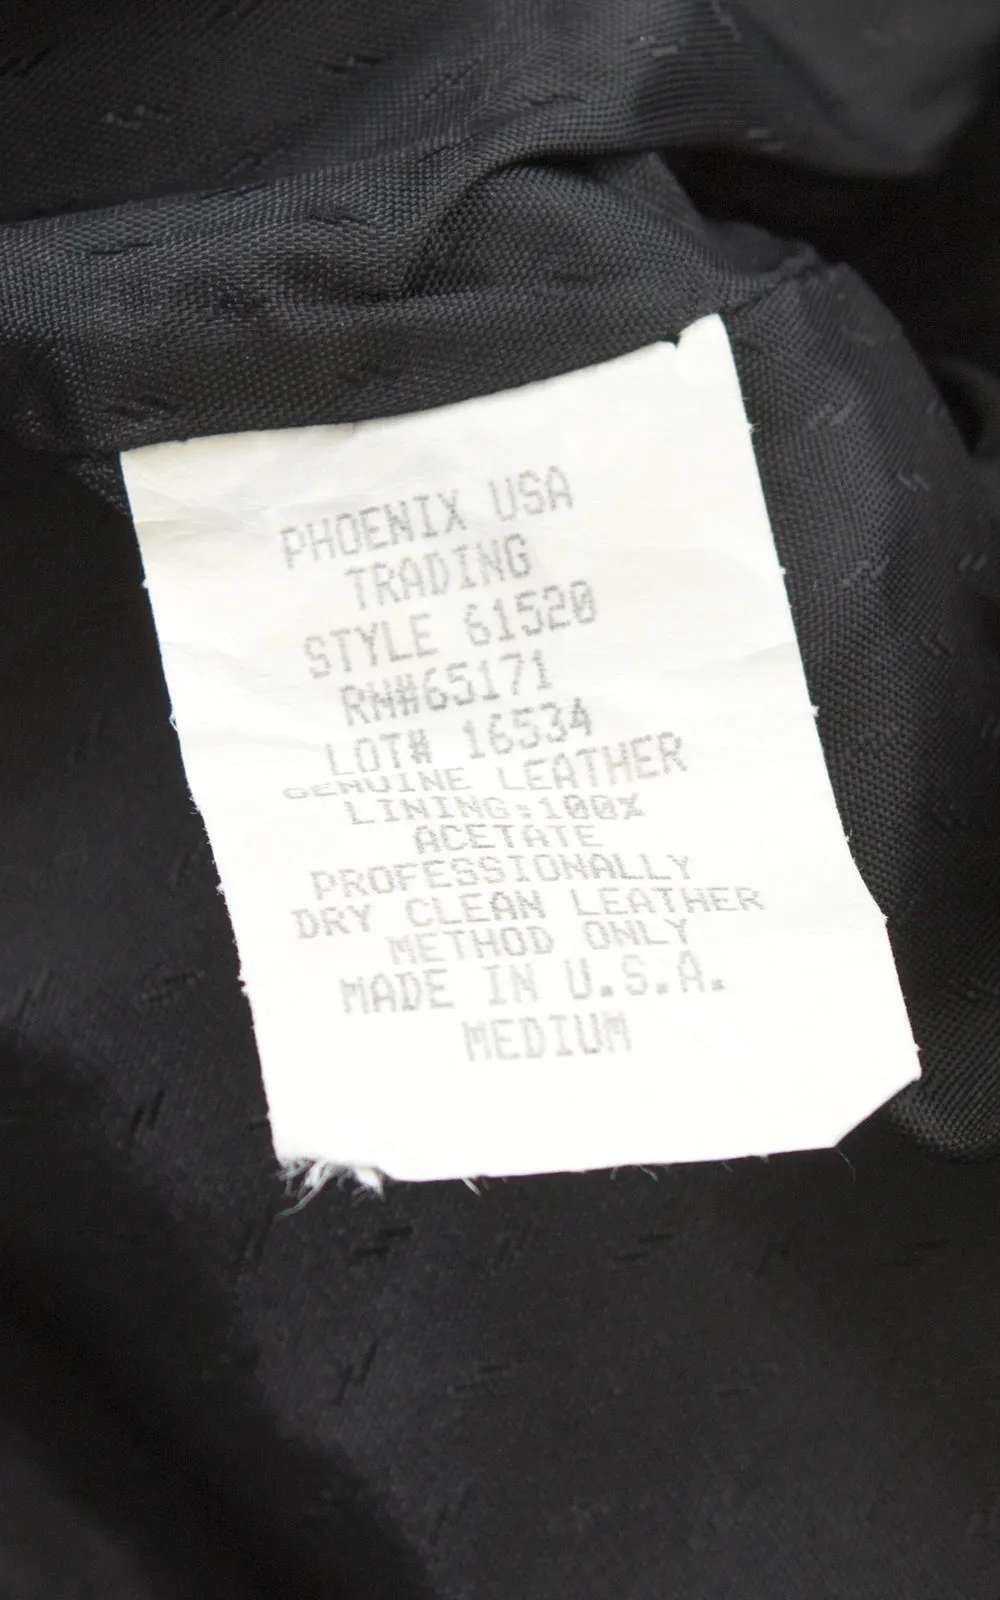 PHOENIX USA
TRADING
STYLE 61520
RN#65171
LOT# 16534
GENUINE LEATHER
LINING:100%
ACETATE
PROFESSIONALLY
DRY CLEAN LEATHER
METHOD ONLY
MADE IN U.S.A.
MEDIUM